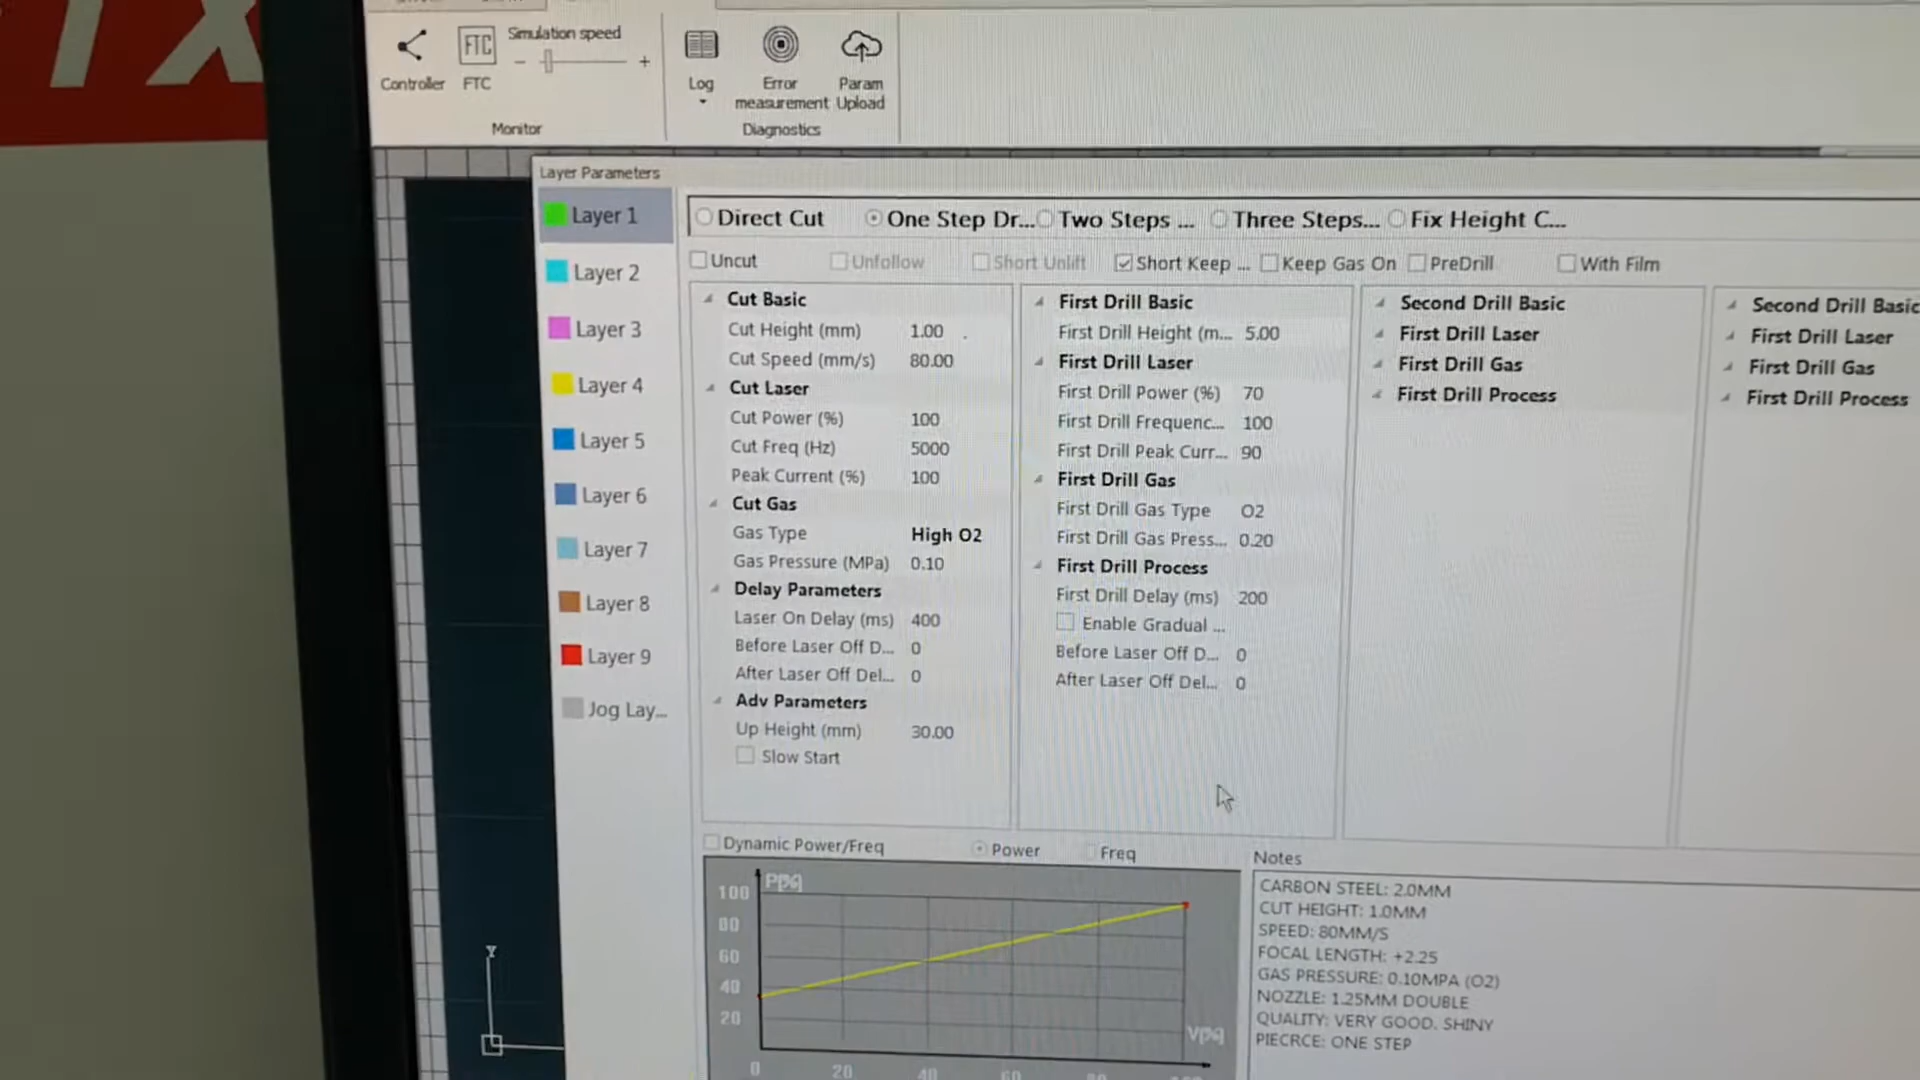 TX
Simulation speed
FTC
- +
Controller FTC
Log
Error measurement
Param Upload
Monitor
Diagnostics
Layer Parameters
Layer 1
Layer 2
Layer 3
Layer 4
Layer 5
Layer 6
Layer 7
Layer 8
Layer 9
Jog Lay...
Direct Cut One Step Dr... Two Steps ... Three Steps... Fix Height C...
Uncut Unfollow Short Unlift Short Keep ... Keep Gas On PreDrill With Film
Cut Basic
Cut Height (mm) 1.00
Cut Speed (mm/s) 80.00
Cut Laser
Cut Power (%) 100
Cut Freq (Hz) 5000
Peak Current (%) 100
Cut Gas
Gas Type High O2
Gas Pressure (MPa) 0.10
Delay Parameters
Laser On Delay (ms) 400
Before Laser Off D... 0
After Laser Off Del... 0
Adv Parameters
Up Height (mm) 30.00
Slow Start
First Drill Basic
First Drill Height (m... 5.00
First Drill Laser
First Drill Power (%) 70
First Drill Frequenc... 100
First Drill Peak Curr... 90
First Drill Gas
First Drill Gas Type O2
First Drill Gas Press... 0.20
First Drill Process
First Drill Delay (ms) 200
Enable Gradual ...
Before Laser Off D... 0
After Laser Off Del... 0
Second Drill Basic
First Drill Laser
First Drill Gas
First Drill Process
Second Drill Basic
First Drill Laser
First Drill Gas
First Drill Process
Dynamic Power/Freq Power Freq
100
80
60
40
20
0 20 40 60 80
Y
Notes
CARBON STEEL: 2.0MM
CUT HEIGHT: 1.0MM
SPEED: 80MM/S
FOCAL LENGTH: +2.25
GAS PRESSURE: 0.10MPA (O2)
NOZZLE: 1.25MM DOUBLE
QUALITY: VERY GOOD. SHINY
PIECRCE: ONE STEP